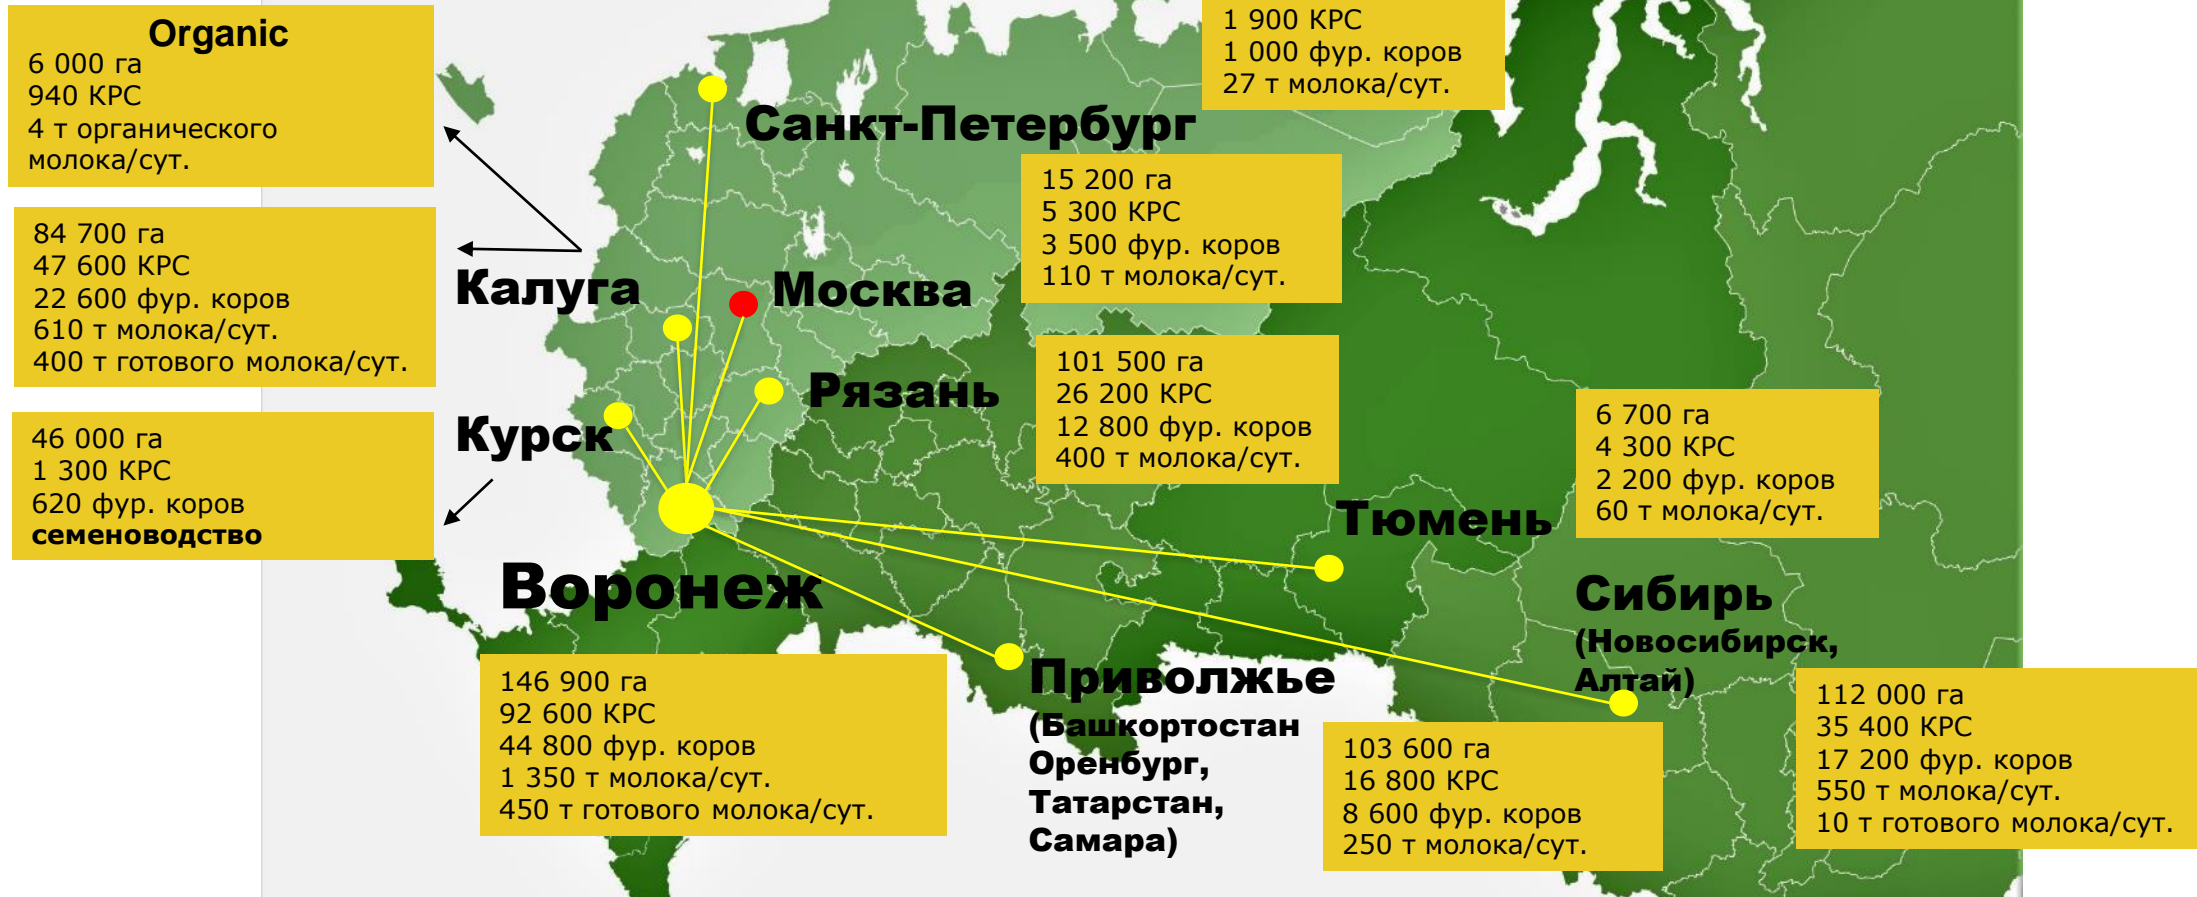 Organic
6 000 га
940 КРС
4 т органического
молока/сут.
1 900 КРС
1 000 фур. коров
27 т молока/сут.
Санкт-Петербург
15 200 га
5 300 КРС
3 500 фур. коров
110 т молока/сут.
84 700 га
47 600 КРС
22 600 фур. коров
610 т молока/сут.
400 т готового молока/сут.
Калуга
Москва
Рязань
101 500 га
26 200 КРС
12 800 фур. коров
400 т молока/сут.
46 000 га
1 300 КРС
620 фур. коров
семеноводство
Курск
6 700 га
4 300 КРС
2 200 фур. коров
60 т молока/сут.
Тюмень
Воронеж
146 900 га
92 600 КРС
44 800 фур. коров
1 350 т молока/сут.
450 т готового молока/сут.
Приволжье
(Башкортостан
Оренбург,
Татарстан,
Самара)
103 600 га
16 800 КРС
8 600 фур. коров
250 т молока/сут.
Сибирь
(Новосибирск,
Алтай)
112 000 га
35 400 КРС
17 200 фур. коров
550 т молока/сут.
10 т готового молока/сут.